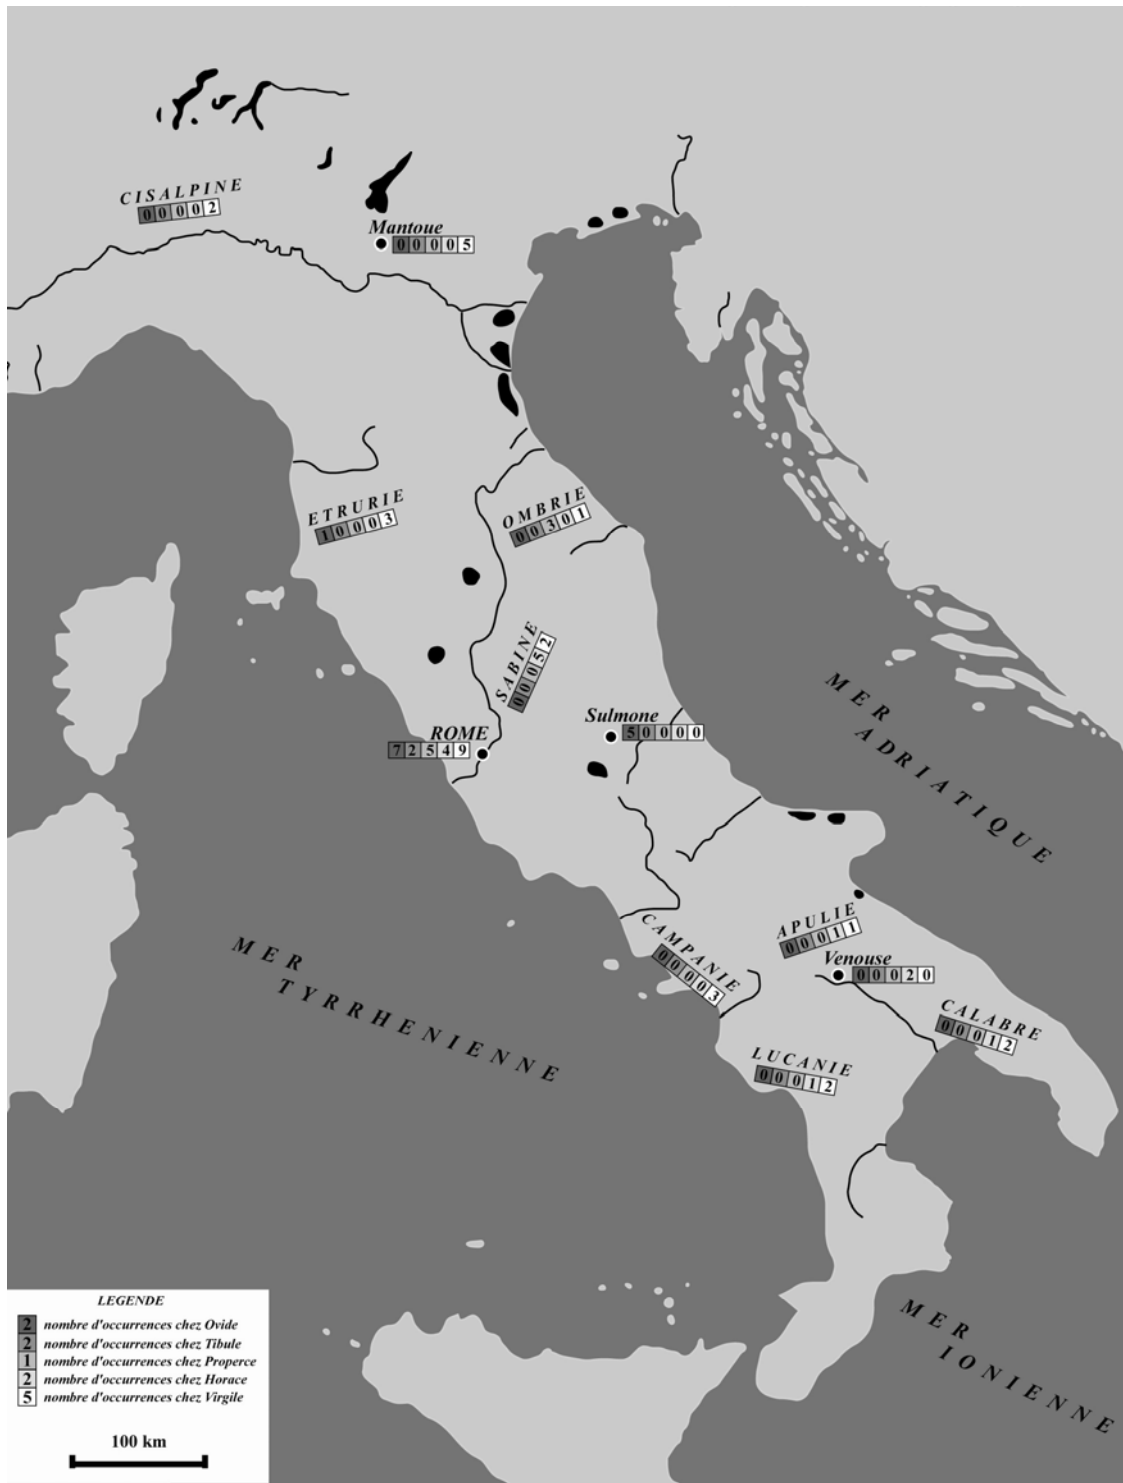 CISALPINE
0 0 0 0 2
Mantoue
0 0 0 0 5
ETRURIE
1 0 0 0 3
OMBRIE
0 0 3 0 1
SABINE
0 0 0 5 2
Sulmone
5 0 0 0 0
ROME
7 2 5 4 9
MER
ADRIATIQUE
APULIE
0 0 0 1 1
CAMPANIE
0 0 0 0 3
Venouse
0 0 0 2 0
MER
TYRRHENIENNE
CALABRE
0 0 0 1 2
LUCANIE
0 0 0 1 2
MER
IONIENNE
LEGENDE
2 nombre d'occurrences chez Ovide
2 nombre d'occurrences chez Tibule
1 nombre d'occurrences chez Properce
2 nombre d'occurrences chez Horace
5 nombre d'occurrences chez Virgile
100 km